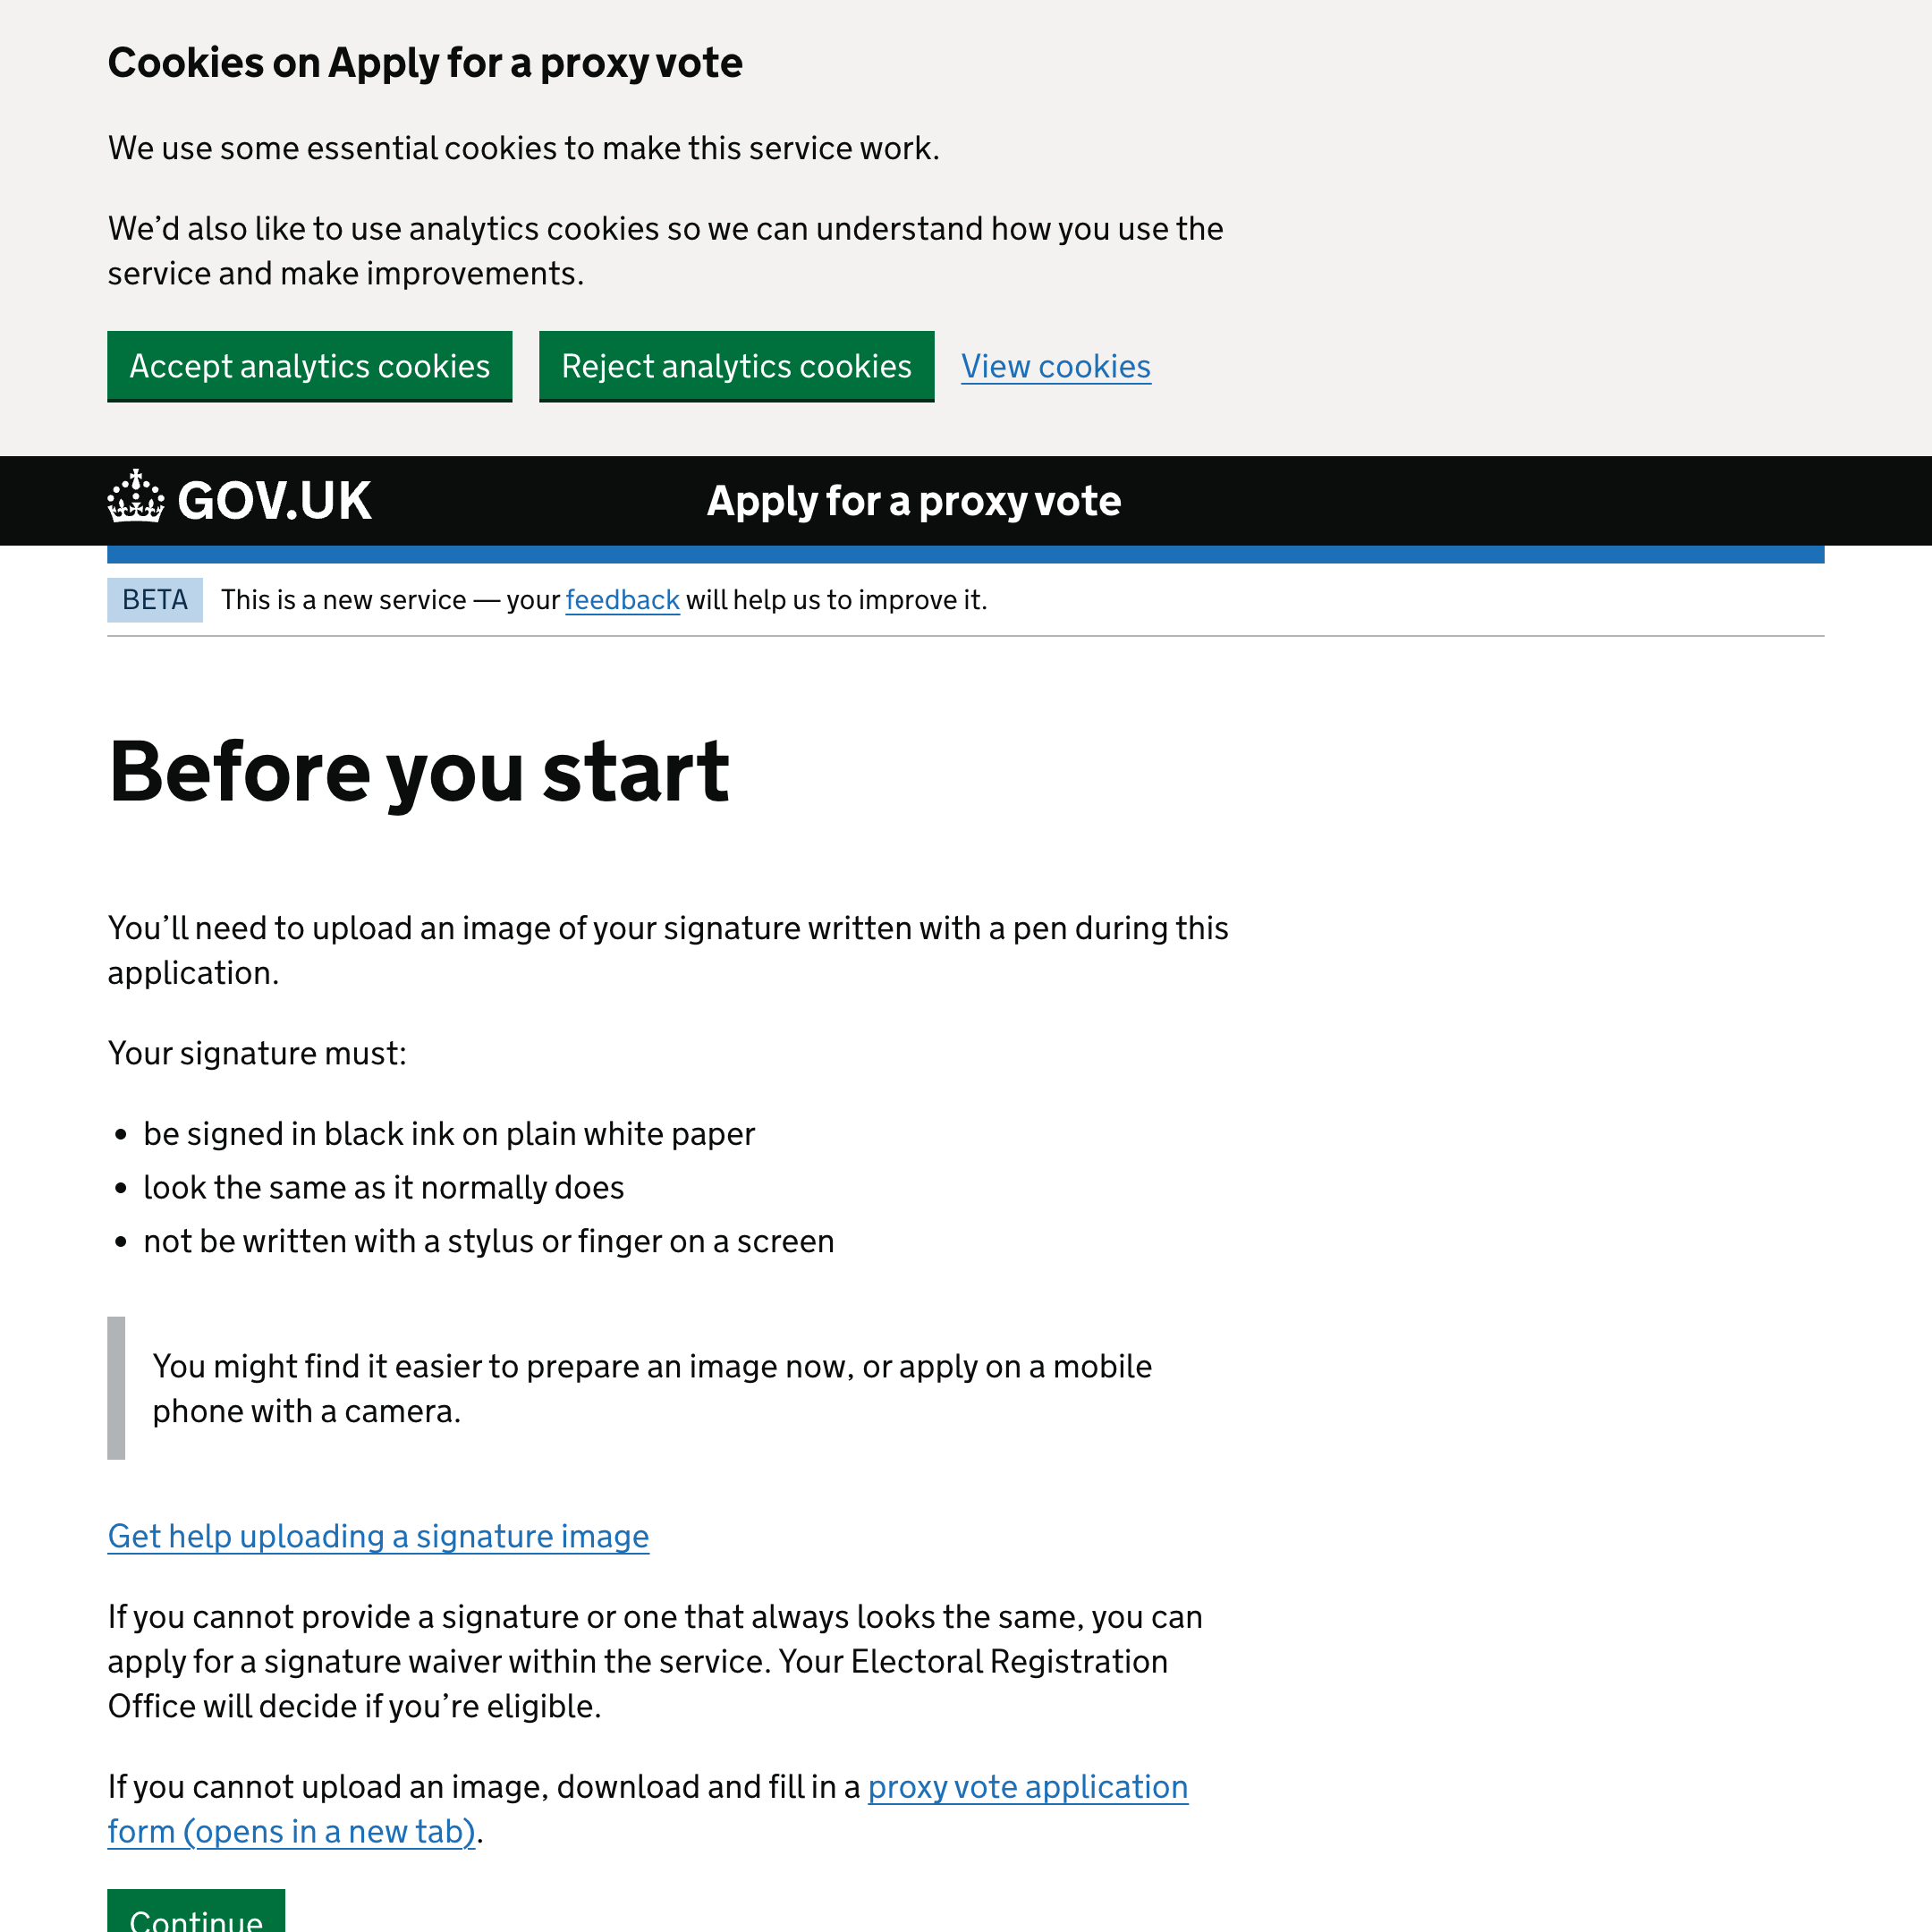 Cookies on Apply for a proxy vote
We use some essential cookies to make this service work.
We’d also like to use analytics cookies so we can understand how you use the
service and make improvements.
Accept analytics cookies
Reject analytics cookies
View cookies
GOV.UK
Apply for a proxy vote
BETA
This is a new service — your feedback will help us to improve it.
Before you start
You’ll need to upload an image of your signature written with a pen during this
application.
Your signature must:
• be signed in black ink on plain white paper
• look the same as it normally does
• not be written with a stylus or finger on a screen
You might find it easier to prepare an image now, or apply on a mobile
phone with a camera.
Get help uploading a signature image
If you cannot provide a signature or one that always looks the same, you can
apply for a signature waiver within the service. Your Electoral Registration
Office will decide if you’re eligible.
If you cannot upload an image, download and fill in a proxy vote application
form (opens in a new tab).
Continue